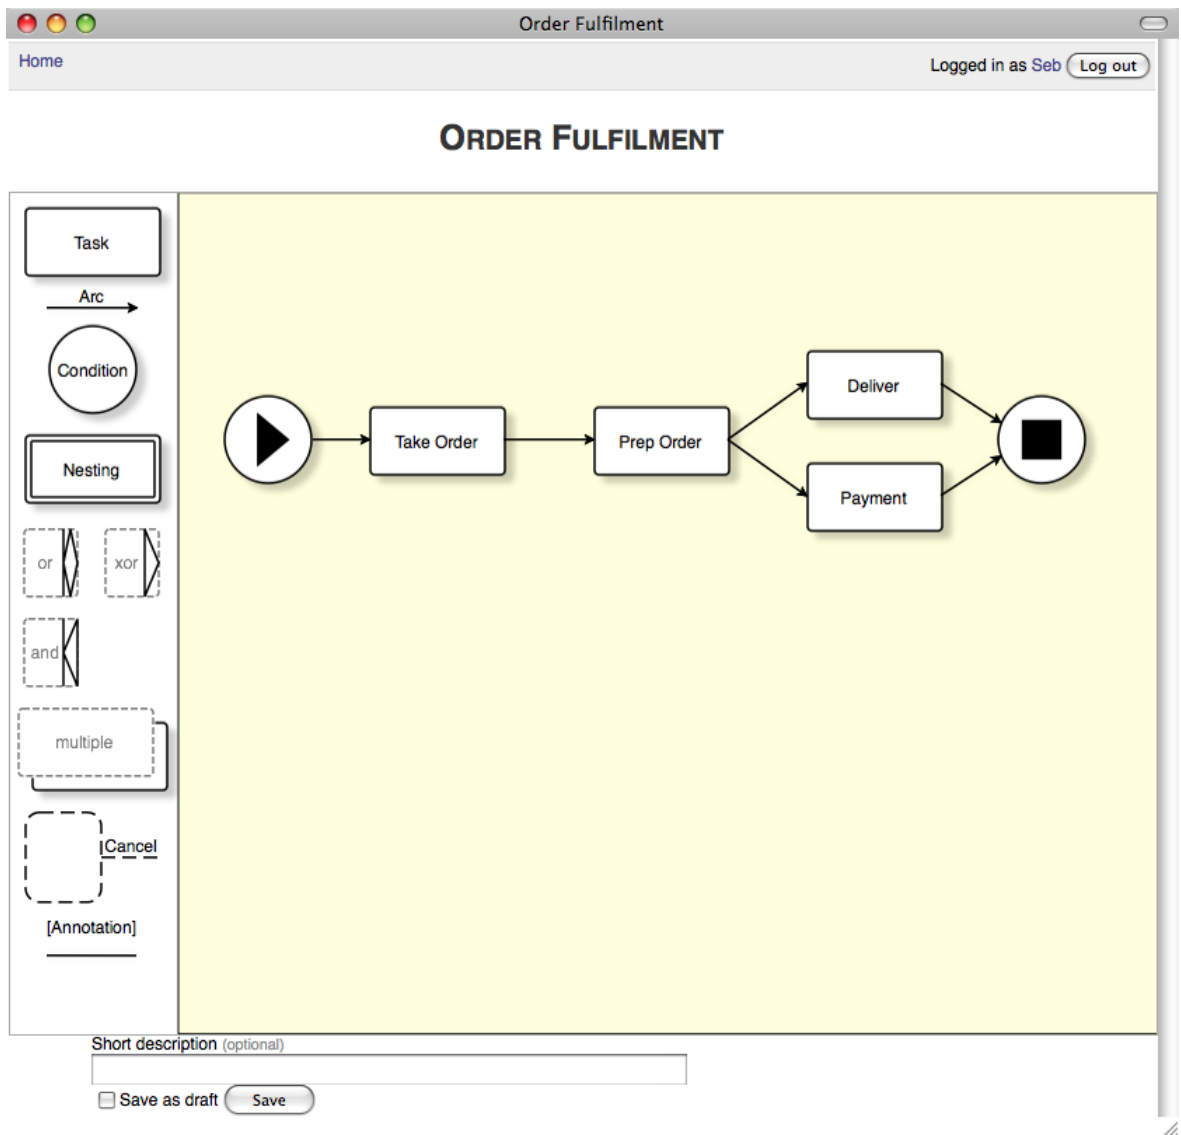 Order Fulfilment
Home
Logged in as Seb Log out
ORDER FULFILMENT
Task
Arc
Condition
Nesting
or xor
and
multiple
Cancel
[Annotation]
Take Order
Prep Order
Deliver
Payment
Short description (optional)
Save as draft Save